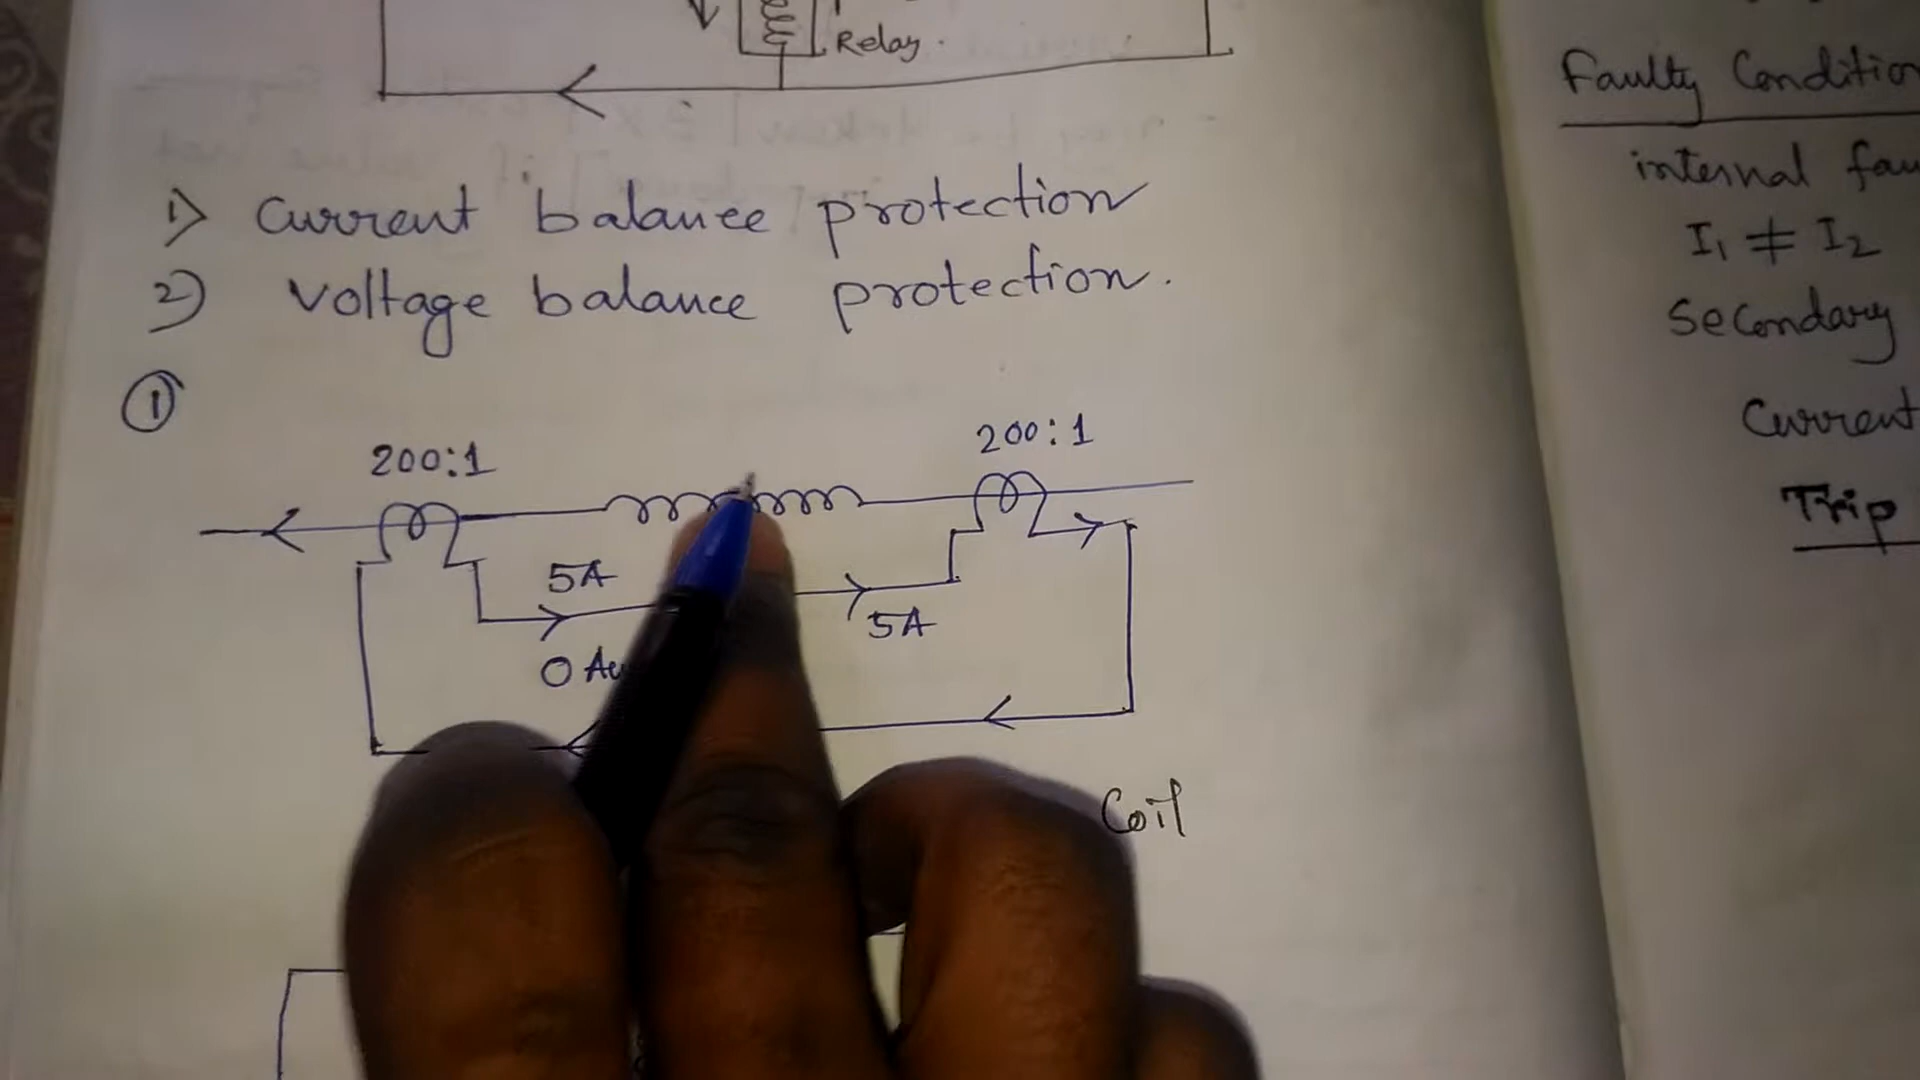 Relay.
1) Current balance protection
2) Voltage balance protection.
1
200:1
200:1
5A
5A
0
Coil
Faulty Condition
internal
I1 ≠ I2
Secondary
Current
Trip